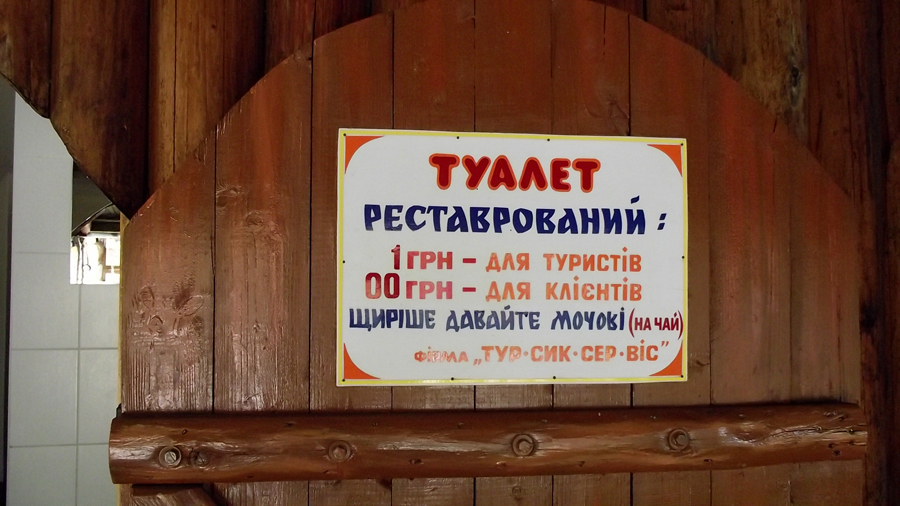 ТУАЛЕТ
РЕСТАВРОВАНИЙ:
1 ГРН - ДЛЯ ТУРИСТІВ
00 ГРН - ДЛЯ КЛІЄНТІВ
ЩИРІШЕ ДАВАЙТЕ МОЧОВІ (НА ЧАЙ)
ФІРМА „ТУР·СИК·СЕР·ВІС"